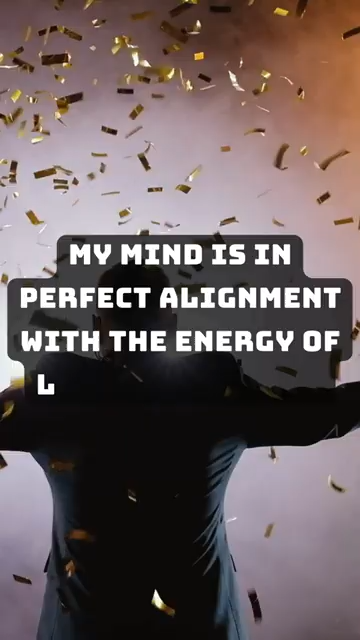 MY MIND IS IN
PERFECT ALIGNMENT
WITH THE ENERGY OF
L